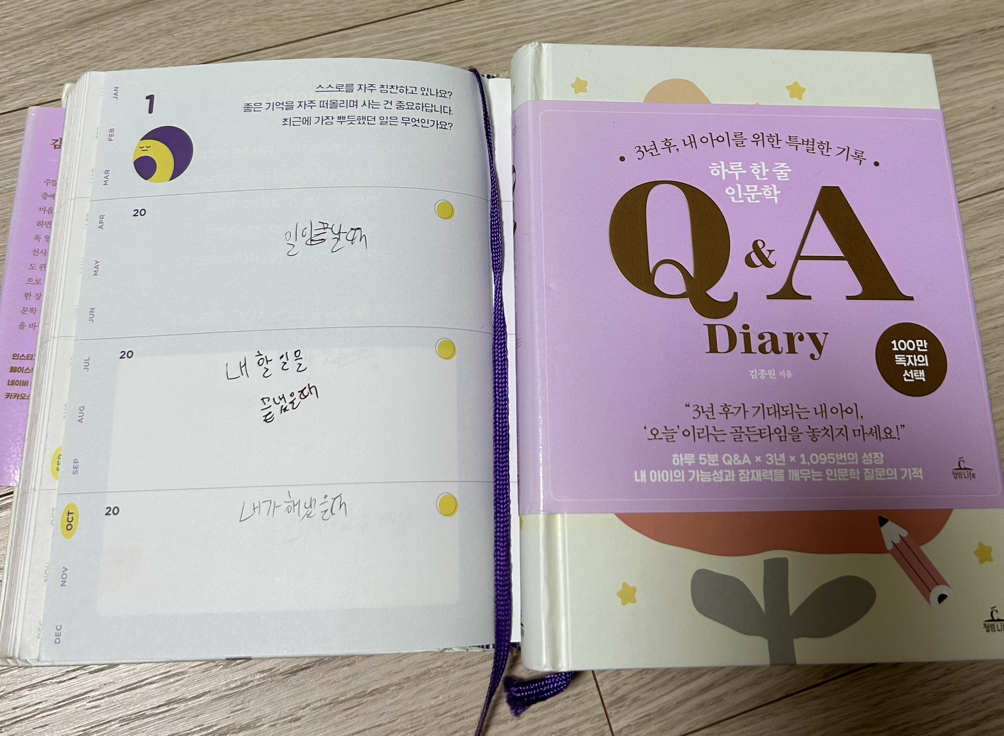 JAN
FEB
MAR
APR
MAY
JUN
JUL
AUG
SEP
OCT
NOV
DEC
1
스스로를 자주 칭찬하고 있나요?
좋은 기억을 자주 떠올리며 사는 건 중요하답니다.
최근에 가장 뿌듯했던 일은 무엇인가요?
20
끝날때
20
내 할 일을
끝냈을때
20
내가 해냈을때
3년 후, 내 아이를 위한 특별한 기록
하루 한 줄
인문학
Q & A
Diary
김종원 지음
100만
독자의
선택
“3년 후가 기대되는 내 아이,
‘오늘’이라는 골든타임을 놓치지 마세요!”
하루 5분 Q&A × 3년 × 1,095번의 성장
내 아이의 가능성과 잠재력을 깨우는 인문학 질문의 기적
청림Life